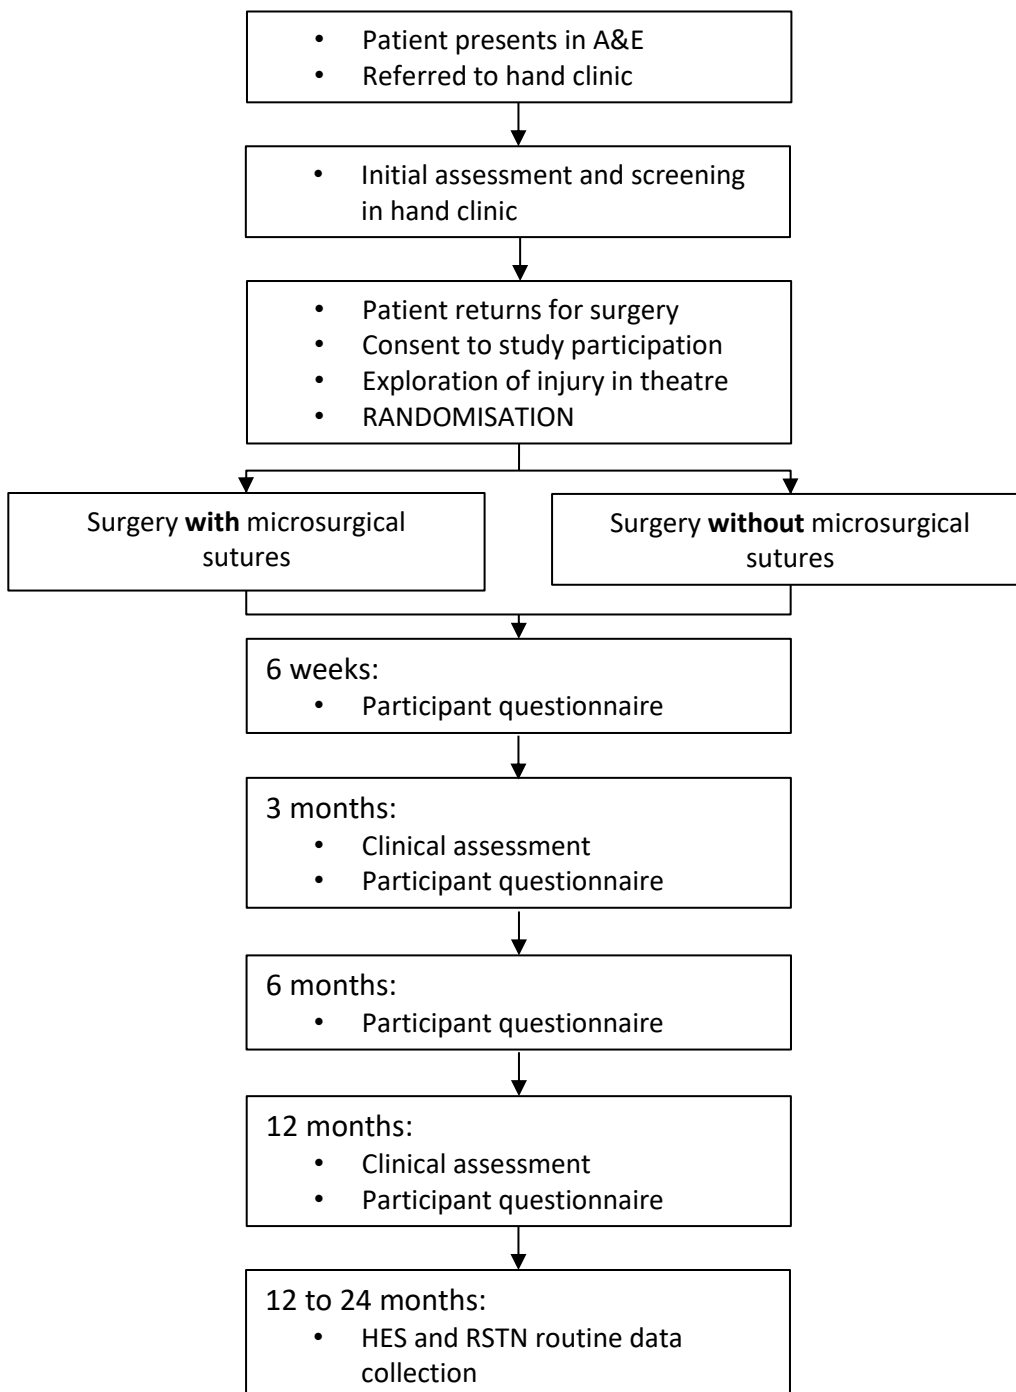 • Patient presents in A&E
• Referred to hand clinic
• Initial assessment and screening
in hand clinic
• Patient returns for surgery
• Consent to study participation
• Exploration of injury in theatre
• RANDOMISATION
Surgery with microsurgical
sutures
Surgery without microsurgical
sutures
6 weeks:
• Participant questionnaire
3 months:
• Clinical assessment
• Participant questionnaire
6 months:
• Participant questionnaire
12 months:
• Clinical assessment
• Participant questionnaire
12 to 24 months:
• HES and RSTN routine data
collection